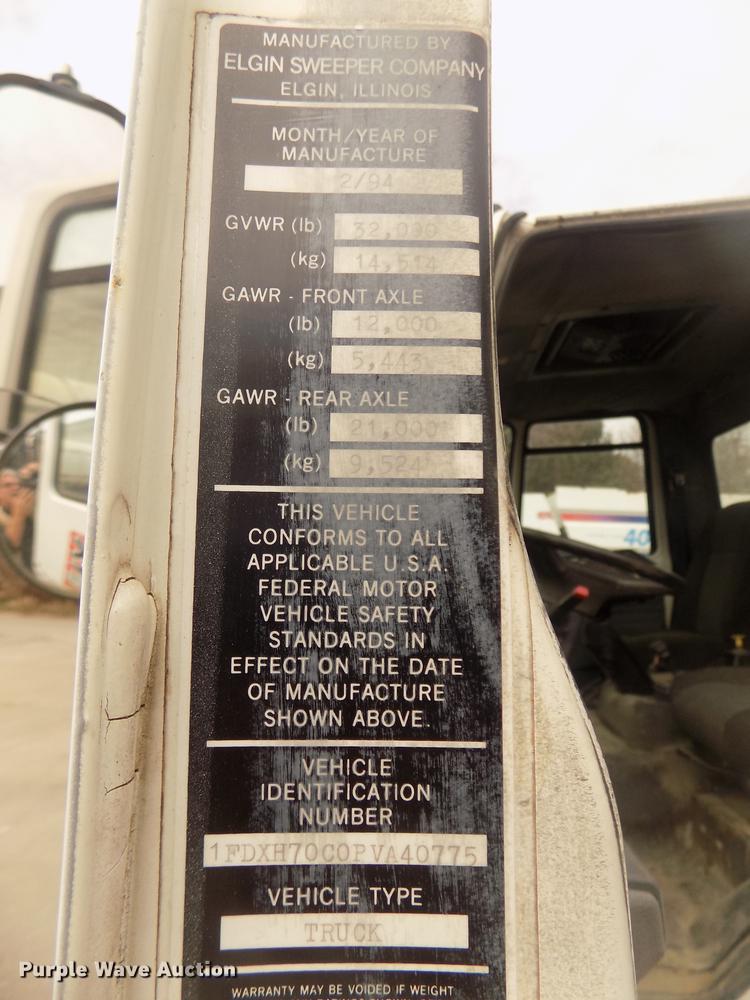 MANUFACTURED BY
ELGIN SWEEPER COMPANY
ELGIN, ILLINOIS
MONTH/YEAR OF
MANUFACTURE
2/94
GVWR (lb) 32,000
(kg) 14,514
GAWR - FRONT AXLE
(lb) 12,000
(kg) 5,443
GAWR - REAR AXLE
(lb) 21,000
(kg) 9,524
THIS VEHICLE
CONFORMS TO ALL
APPLICABLE U.S.A.
FEDERAL MOTOR
VEHICLE SAFETY
STANDARDS IN
EFFECT ON THE DATE
OF MANUFACTURE
SHOWN ABOVE.
VEHICLE
IDENTIFICATION
NUMBER
1FDXH70C0PVA40775
VEHICLE TYPE
TRUCK
WARRANTY MAY BE VOIDED IF WEIGHT
40
Purple Wave Auction